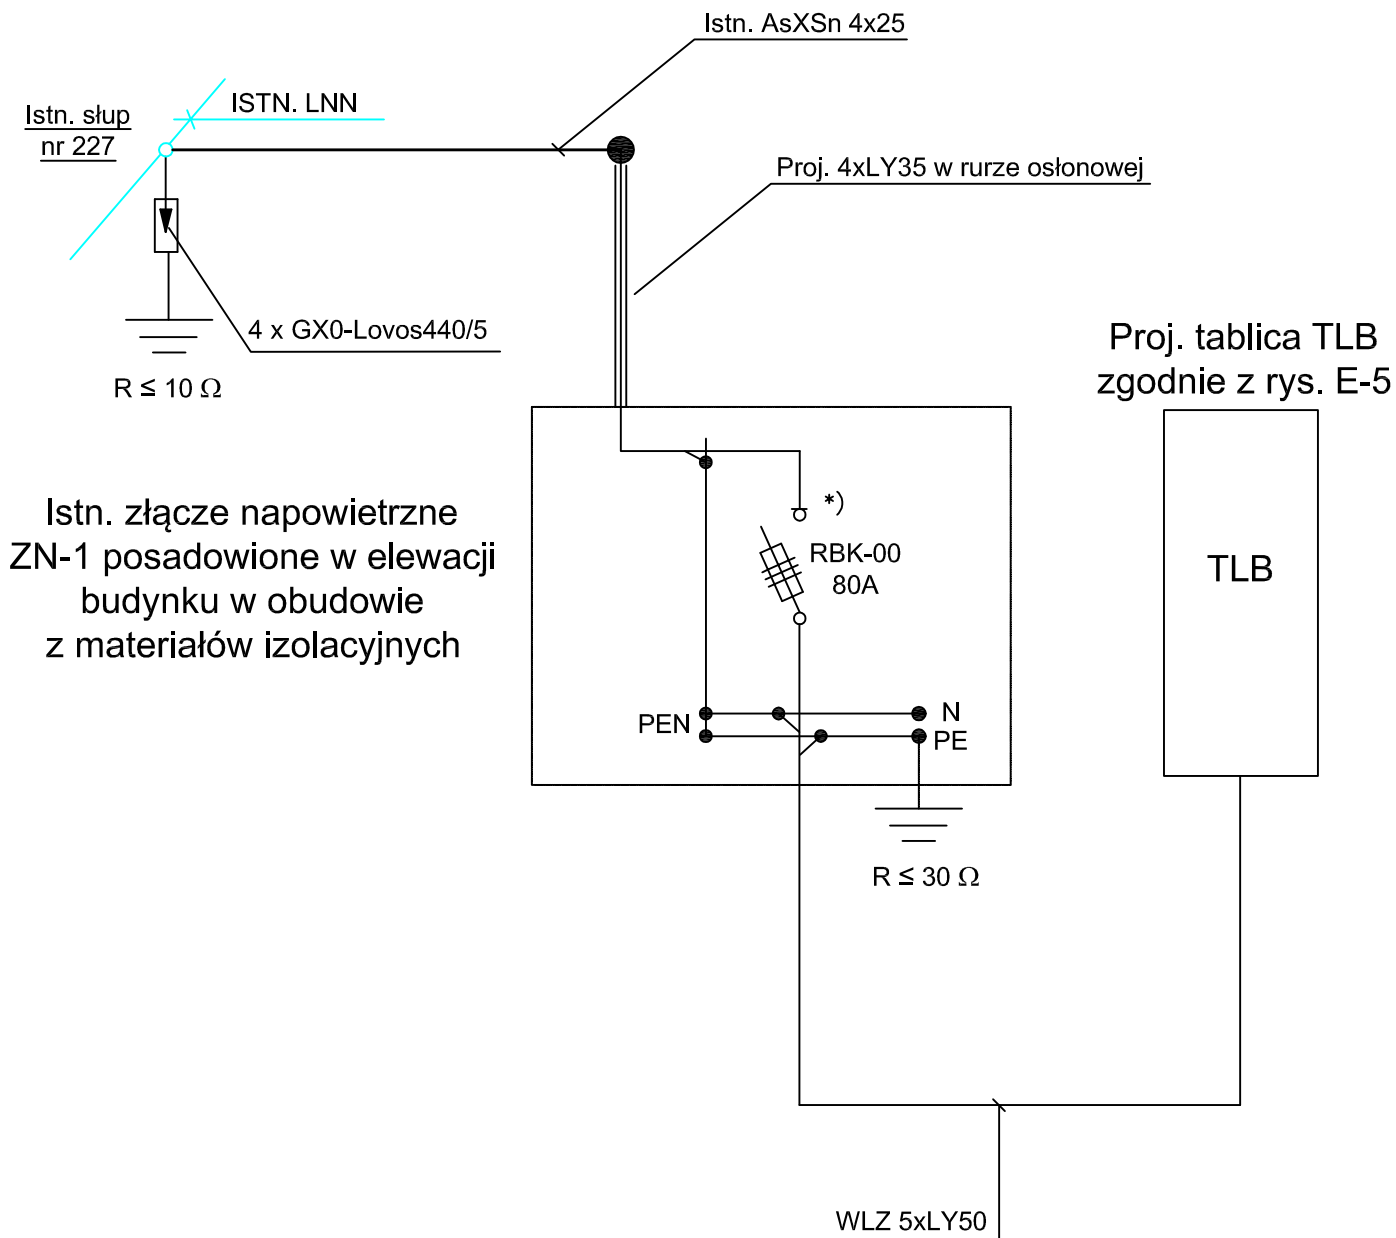 Istn. AsXSn 4x25
ISTN. LNN
Istn. słup
nr 227
Proj. 4xLY35 w rurze osłonowej
4 x GX0-Lovos440/5
R ≤ 10 Ω
Proj. tablica TLB
zgodnie z rys. E-5
Istn. złącze napowietrzne
ZN-1 posadowione w elewacji
budynku w obudowie
z materiałów izolacyjnych
*)
RBK-00
80A
TLB
PEN
N
PE
R ≤ 30 Ω
WLZ 5xLY50